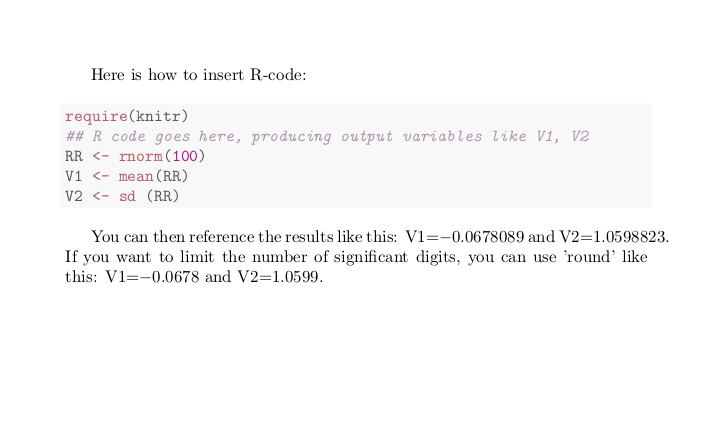 Here is how to insert R-code:
require(knitr)
## R code goes here, producing output variables like V1, V2
RR <- rnorm(100)
V1 <- mean(RR)
V2 <- sd (RR)
You can then reference the results like this: V1=−0.0678089 and V2=1.0598823.
If you want to limit the number of significant digits, you can use 'round' like
this: V1=−0.0678 and V2=1.0599.